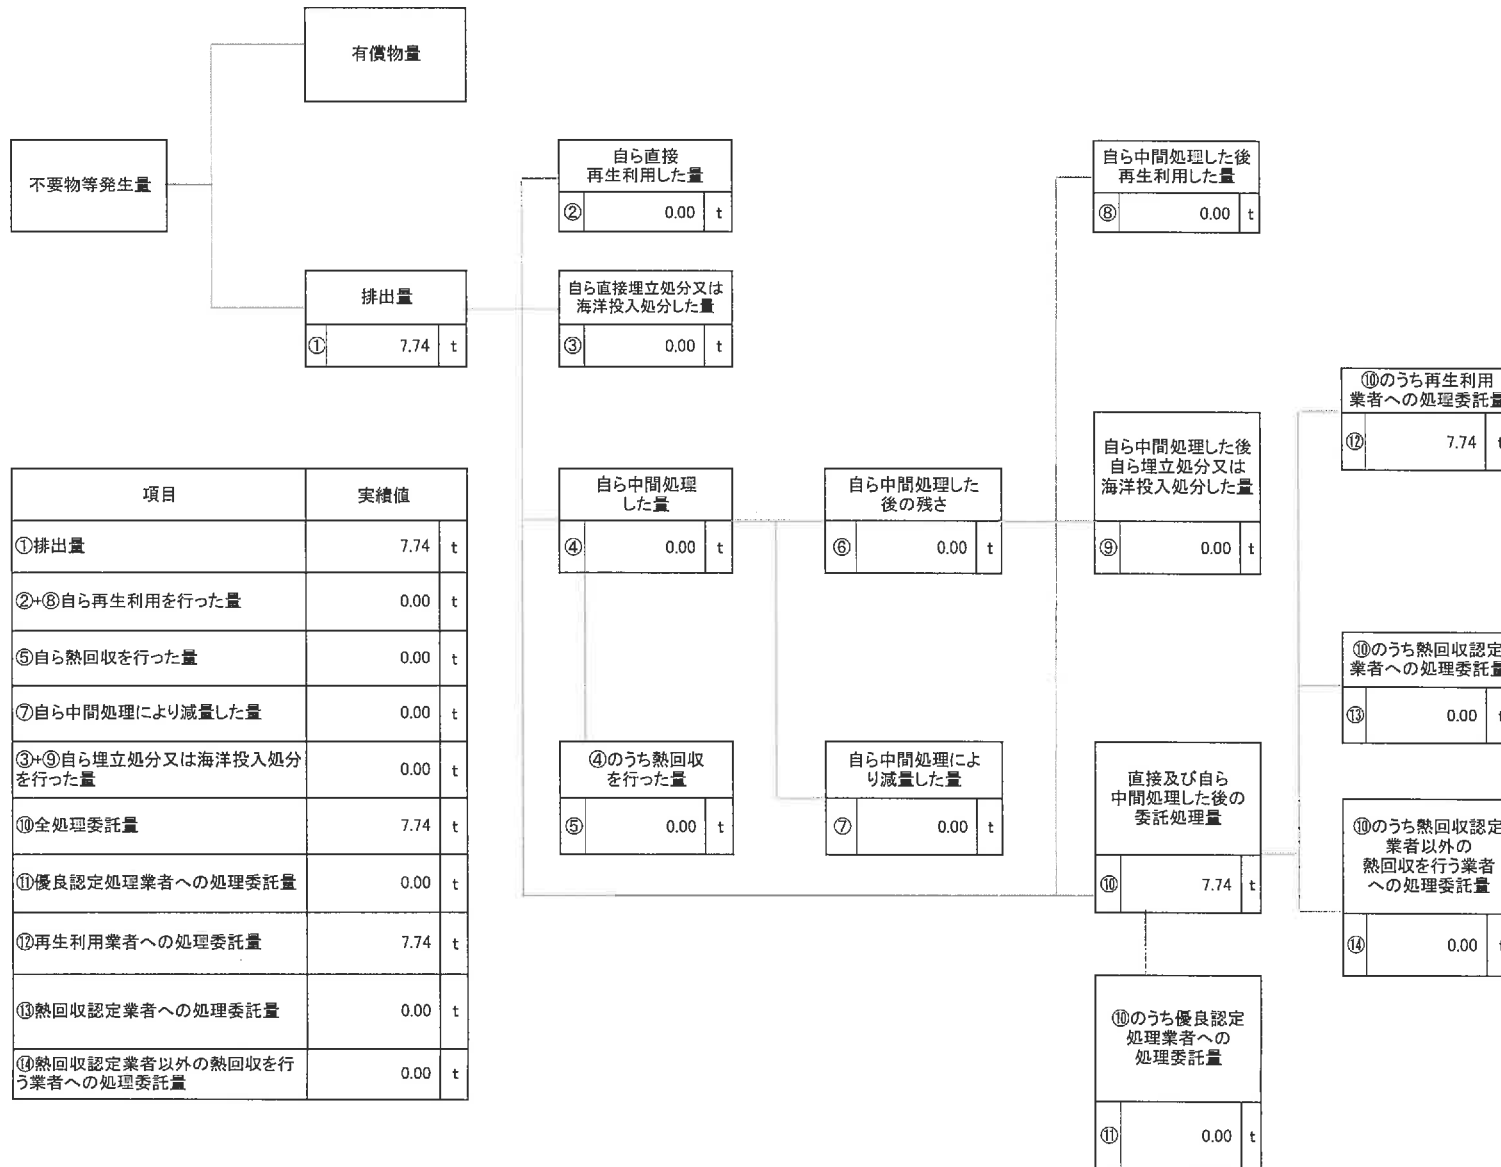 有償物量
不要物等発生量
排出量
① 7.74 t
自ら直接
再生利用した量
② 0.00 t
自ら直接埋立処分又は
海洋投入処分した量
③ 0.00 t
自ら中間処理
した量
④ 0.00 t
④のうち熱回収
を行った量
⑤ 0.00 t
自ら中間処理した
後の残さ
⑥ 0.00 t
自ら中間処理によ
り減量した量
⑦ 0.00 t
自ら中間処理した後
再生利用した量
⑧ 0.00 t
自ら中間処理した後
自ら埋立処分又は
海洋投入処分した量
⑨ 0.00 t
直接及び自ら
中間処理した後の
委託処理量
⑩ 7.74 t
⑩のうち優良認定
処理業者への
処理委託量
⑪ 0.00 t
⑩のうち再生利用
業者への処理委託量
⑫ 7.74 t
⑩のうち熱回収認定
業者への処理委託量
⑬ 0.00 t
⑩のうち熱回収認定
業者以外の
熱回収を行う業者
への処理委託量
⑭ 0.00 t
項目 実績値
①排出量 7.74 t
②+⑧自ら再生利用を行った量 0.00 t
⑤自ら熱回収を行った量 0.00 t
⑦自ら中間処理により減量した量 0.00 t
③+⑨自ら埋立処分又は海洋投入処分
を行った量 0.00 t
⑩全処理委託量 7.74 t
⑪優良認定処理業者への処理委託量 0.00 t
⑫再生利用業者への処理委託量 7.74 t
⑬熱回収認定業者への処理委託量 0.00 t
⑭熱回収認定業者以外の熱回収を行
う業者への処理委託量 0.00 t